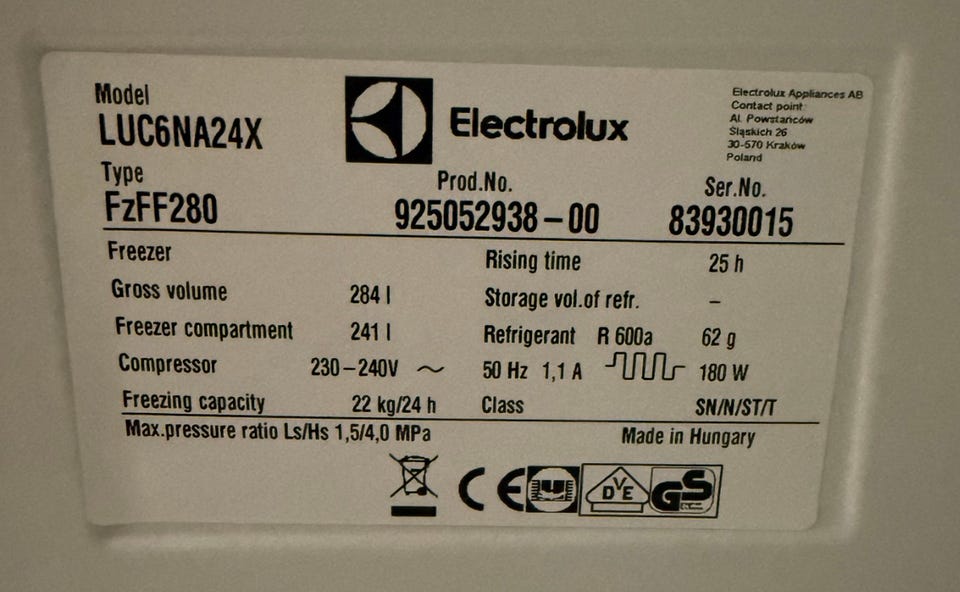 Model
LUC6NA24X
Electrolux
Electrolux Appliances AB
Contact point:
Al. Powstańców
Śląskich 26
30-570 Kraków
Poland
Type
FzFF280
Prod.No.
925052938-00
Ser.No.
83930015
Freezer
Rising time 25 h
Gross volume 284 l
Storage vol.of refr. –
Freezer compartment 241 l
Refrigerant R 600a 62 g
Compressor 230-240V ~
50 Hz 1,1 A 180 W
Freezing capacity 22 kg/24 h
Class SN/N/ST/T
Max.pressure ratio Ls/Hs 1,5/4,0 MPa
Made in Hungary
CE
DVE
GS